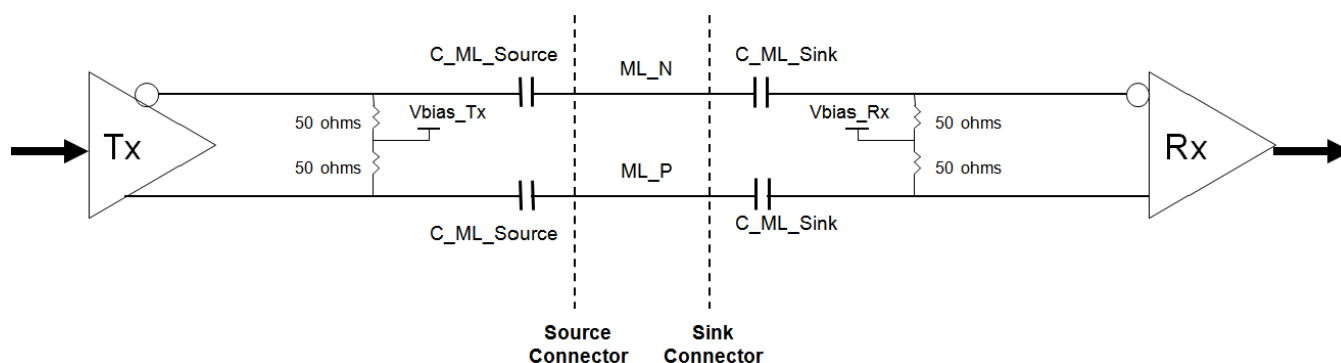 C_ML_Source
ML_N
C_ML_Sink
Tx
50 ohms
50 ohms
Vbias_Tx
Vbias_Rx
50 ohms
50 ohms
Rx
ML_P
C_ML_Source
C_ML_Sink
Source
Connector
Sink
Connector